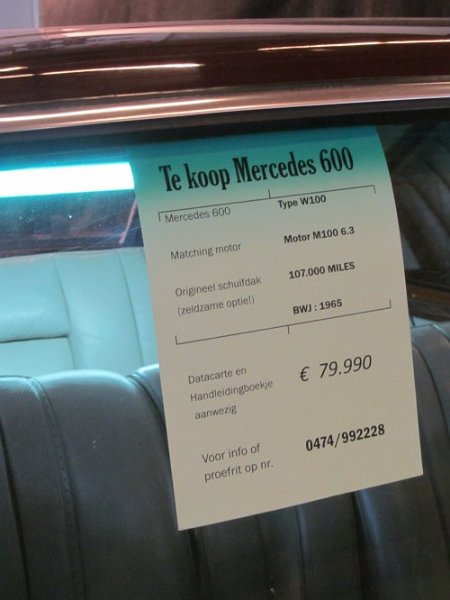 Te koop Mercedes 600
Mercedes 600 Type W100
Matching motor Motor M100 6.3
Origineel schuifdak 107.000 MILES
(zeldzame optie!) BWJ : 1965
Datacarte en € 79.990
Handleidingboekje
aanwezig
Voor info of 0474/992228
proefrit op nr.